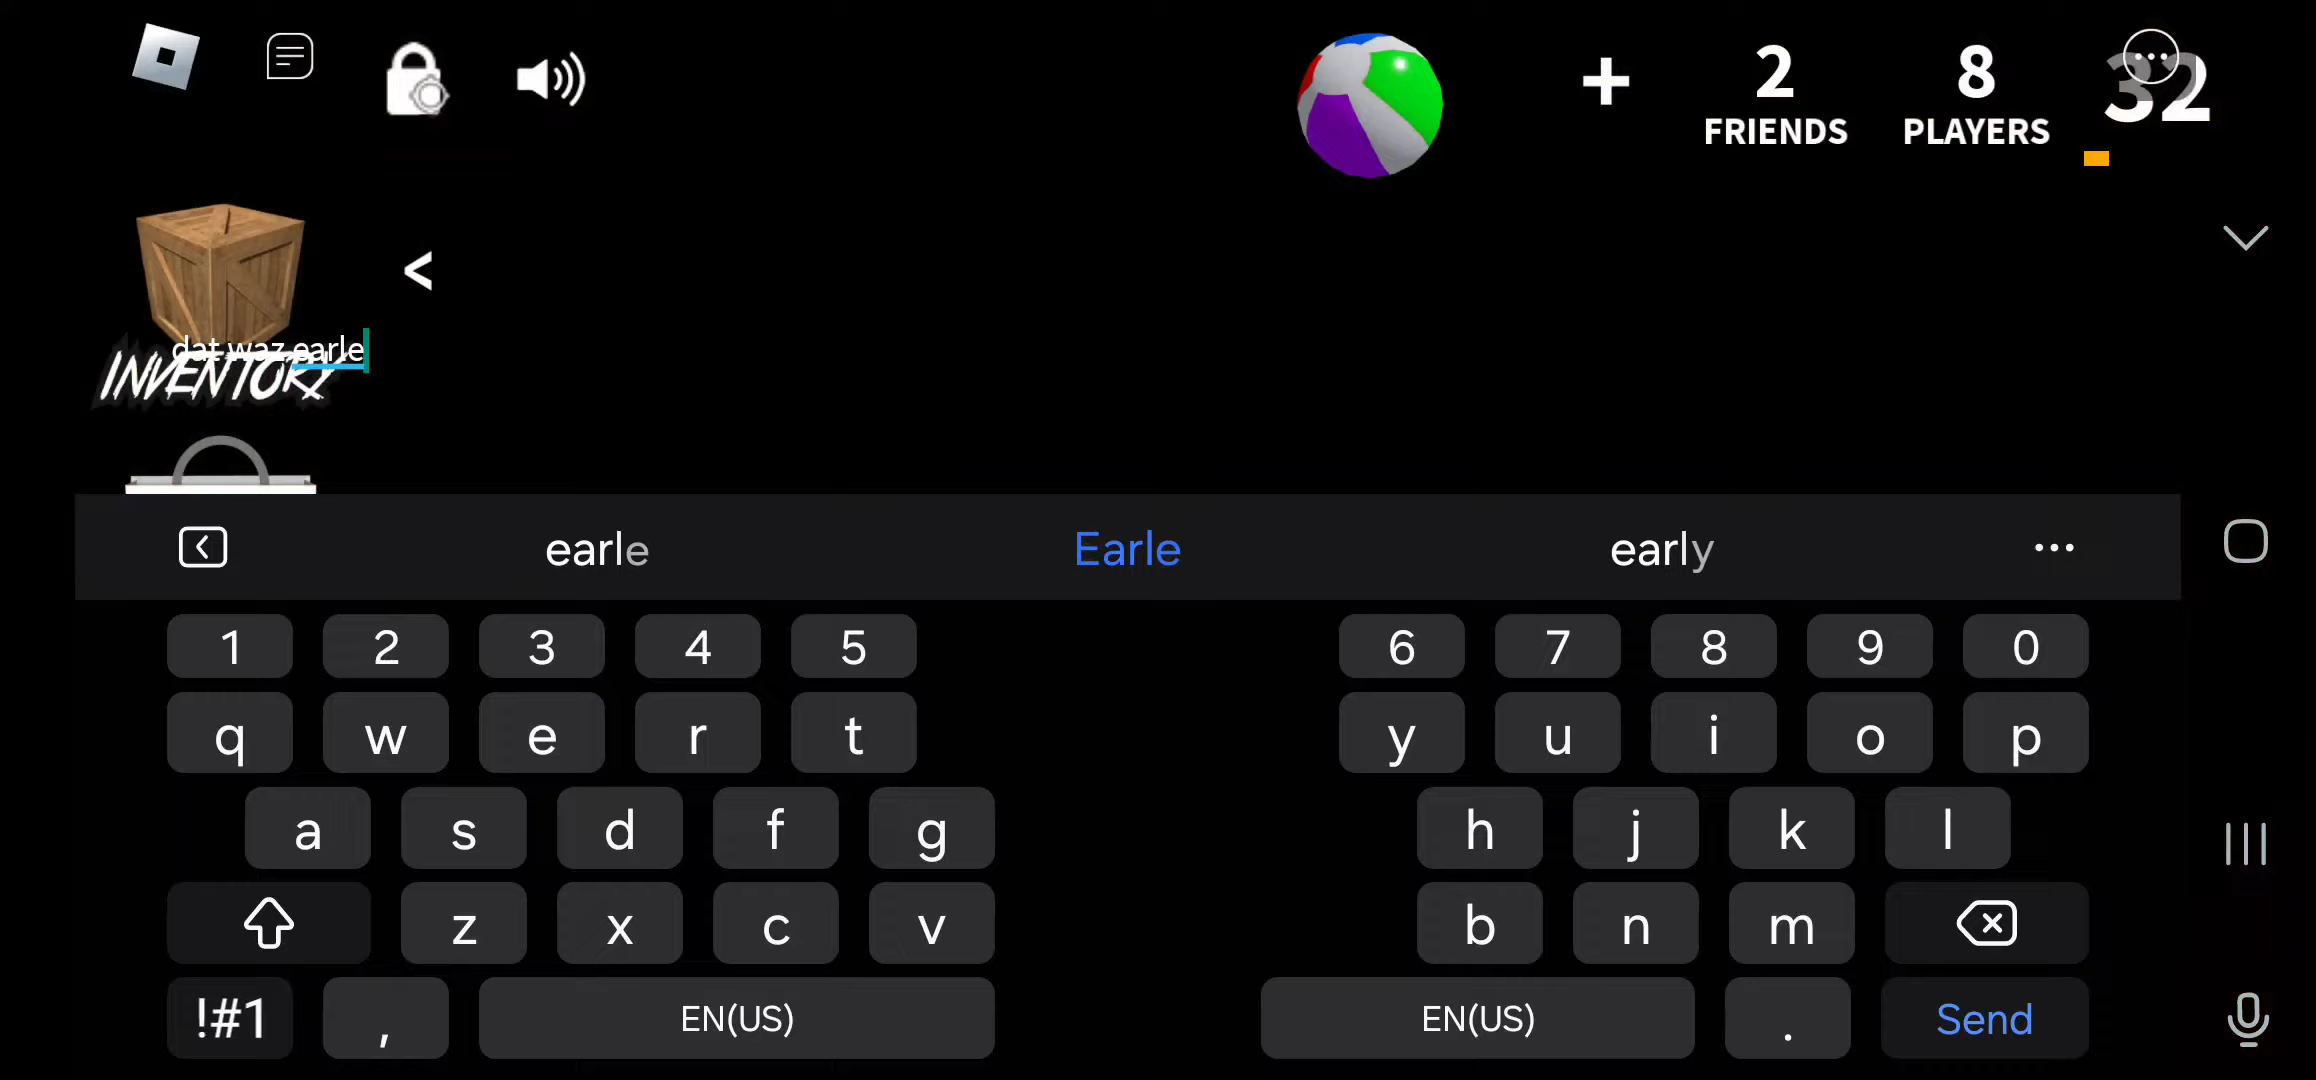 + 2 8 32
FRIENDS PLAYERS
<
dat waz earle
INVENTORY
earle Earle early
1 2 3 4 5 6 7 8 9 0
q w e r t y u i o p
a s d f g h j k l
z x c v b n m
!#1 , EN(US) EN(US) . Send